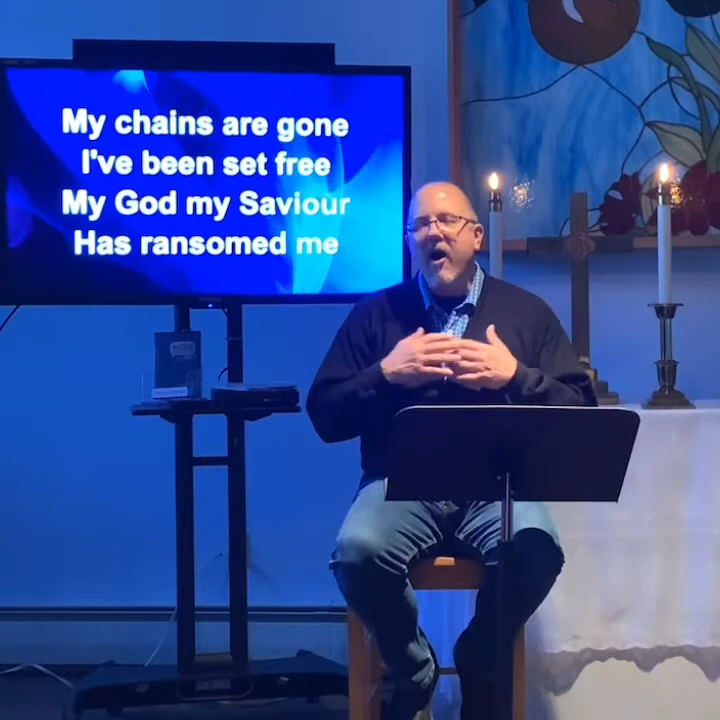 My chains are gone
I've been set free
My God my Saviour
Has ransomed me